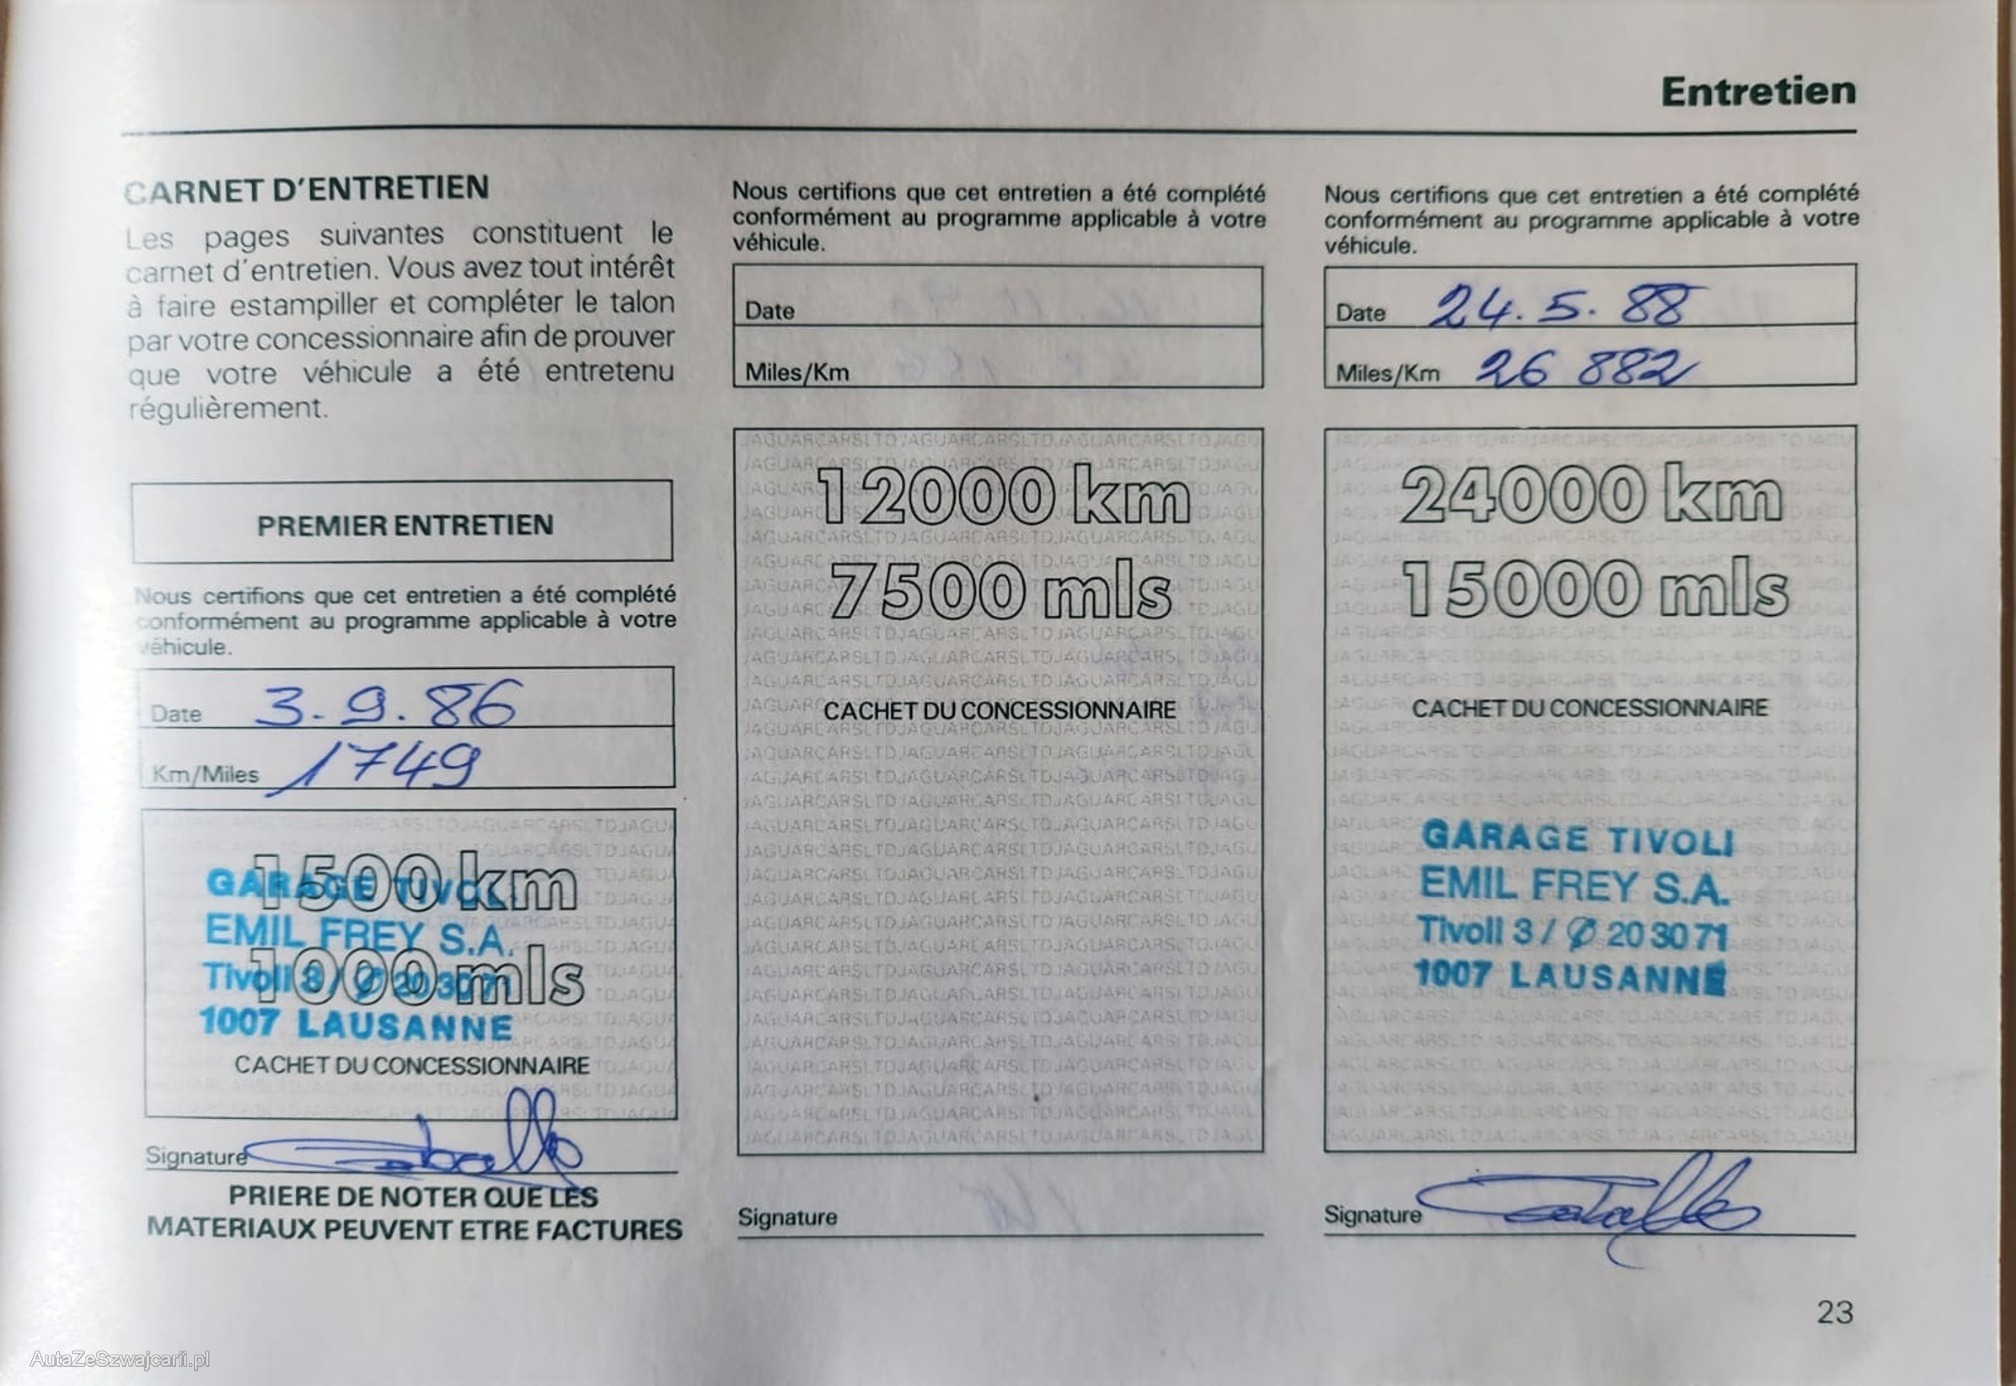 Entretien
CARNET D'ENTRETIEN
Les pages suivantes constituent le
carnet d'entretien. Vous avez tout intérêt
à faire estampiller et compléter le talon
par votre concessionnaire afin de prouver
que votre véhicule a été entretenu
régulièrement.
PREMIER ENTRETIEN
Nous certifions que cet entretien a été complété
conformément au programme applicable à votre
véhicule.
Date 3.9.86
Km/Miles 1749
1500 km
GARAGE TIVOLI
EMIL FREY S.A.
1000 mls
Tivoli 3 / 20 30 71
1007 LAUSANNE
CACHET DU CONCESSIONNAIRE
Signature
PRIERE DE NOTER QUE LES
MATERIAUX PEUVENT ETRE FACTURES
Nous certifions que cet entretien a été complété
conformément au programme applicable à votre
véhicule.
Date
Miles/Km
12000 km
7500 mls
CACHET DU CONCESSIONNAIRE
Signature
Nous certifions que cet entretien a été complété
conformément au programme applicable à votre
véhicule.
Date 24.5.88
Miles/Km 26 882
24000 km
15000 mls
CACHET DU CONCESSIONNAIRE
GARAGE TIVOLI
EMIL FREY S.A.
Tivoli 3 / 20 30 71
1007 LAUSANNE
Signature
23
AutaZeSzwajcarii.pl